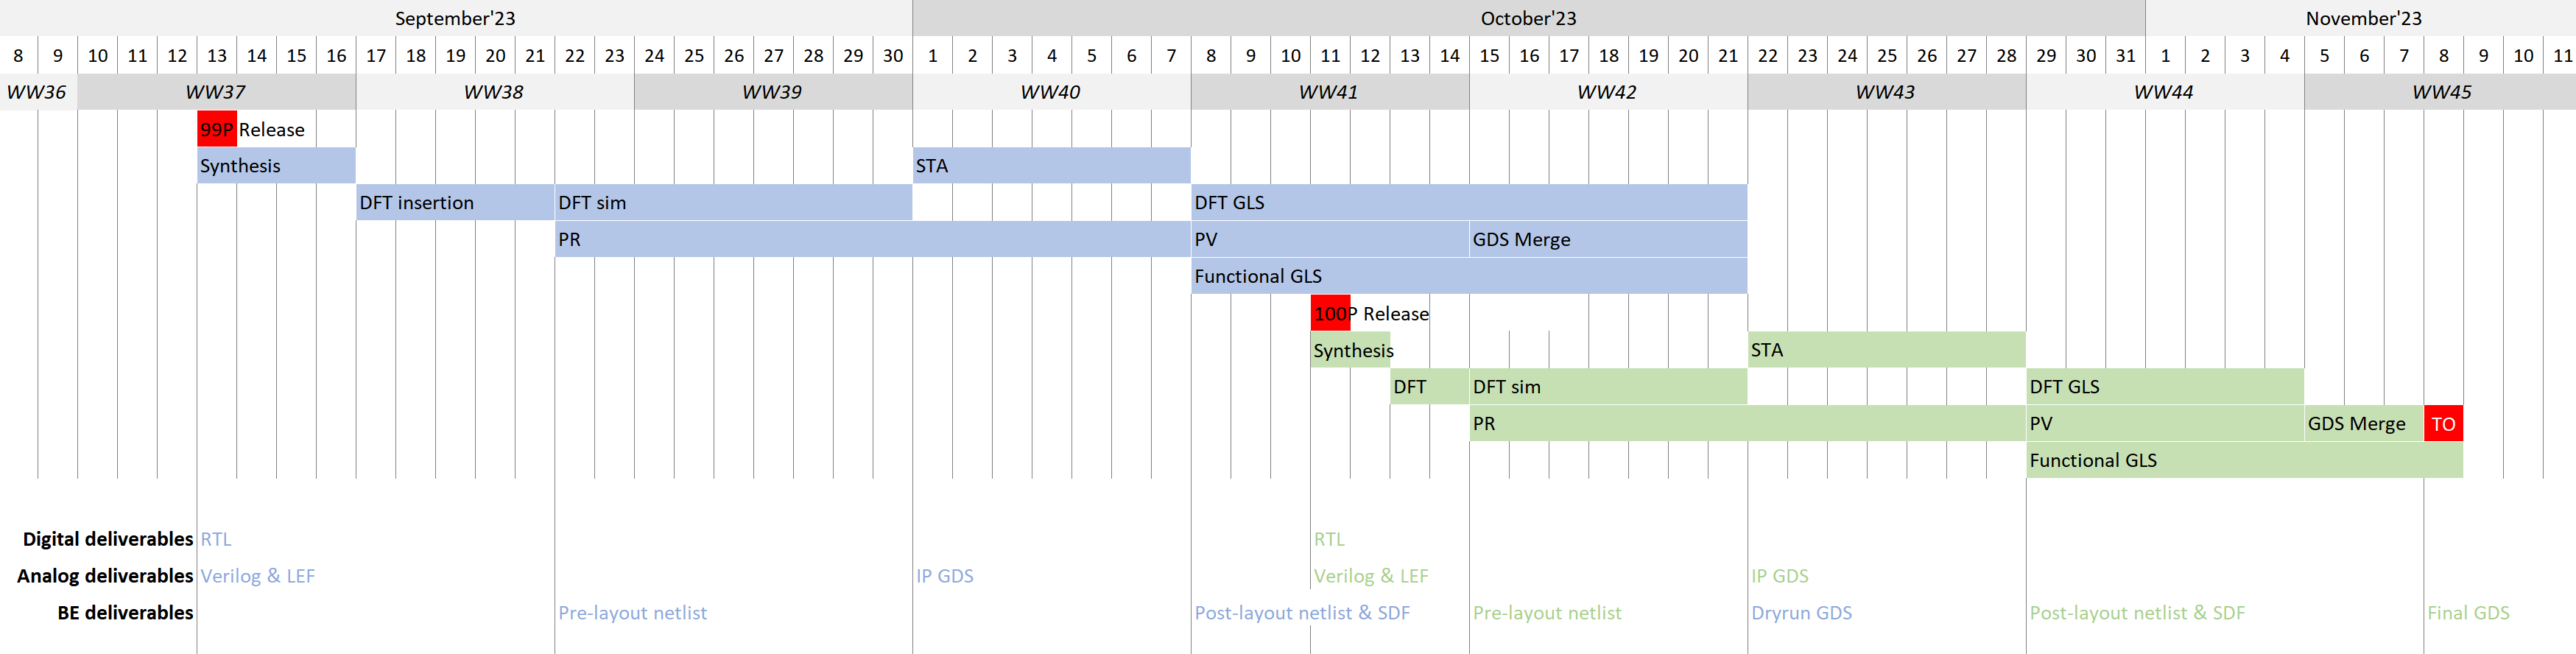 September'23 October'23 November'23
8 9 10 11 12 13 14 15 16 17 18 19 20 21 22 23 24 25 26 27 28 29 30 1 2 3 4 5 6 7 8 9 10 11 12 13 14 15 16 17 18 19 20 21 22 23 24 25 26 27 28 29 30 31 1 2 3 4 5 6 7 8 9 10 11
WW36 WW37 WW38 WW39 WW40 WW41 WW42 WW43 WW44 WW45
99P Release
Synthesis STA
DFT insertion DFT sim DFT GLS
PR PV GDS Merge
Functional GLS
100P Release
Synthesis STA
DFT DFT sim DFT GLS
PR PV GDS Merge TO
Functional GLS
Digital deliverables RTL RTL
Analog deliverables Verilog & LEF IP GDS Verilog & LEF IP GDS
BE deliverables Pre-layout netlist Post-layout netlist & SDF Pre-layout netlist Dryrun GDS Post-layout netlist & SDF Final GDS